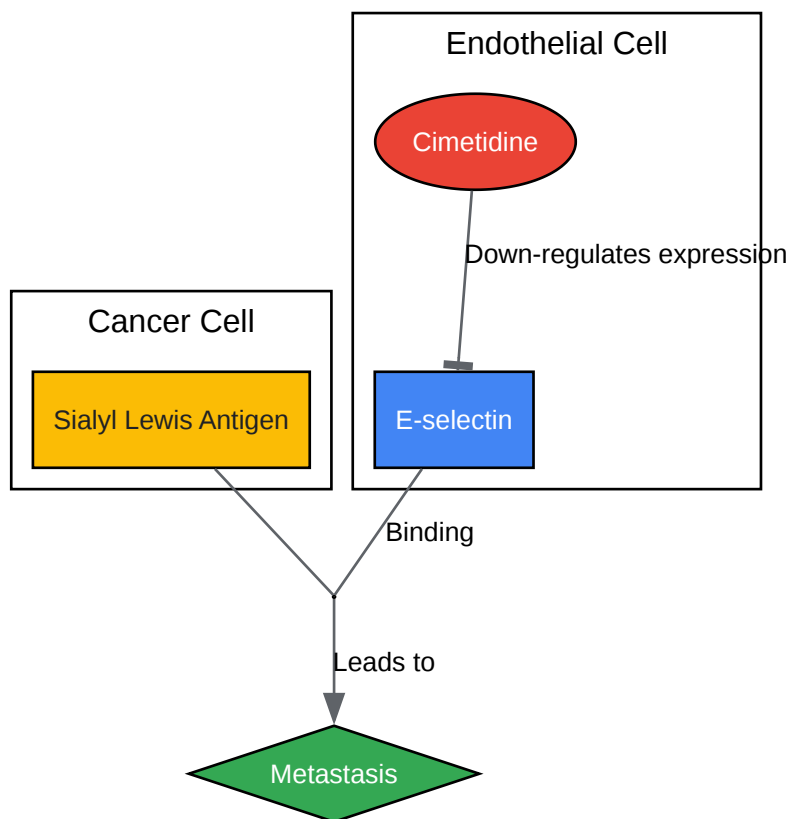 Endothelial Cell
Cimetidine
Down-regulates expression
Cancer Cell
Sialyl Lewis Antigen
E-selectin
Binding
Leads to
Metastasis